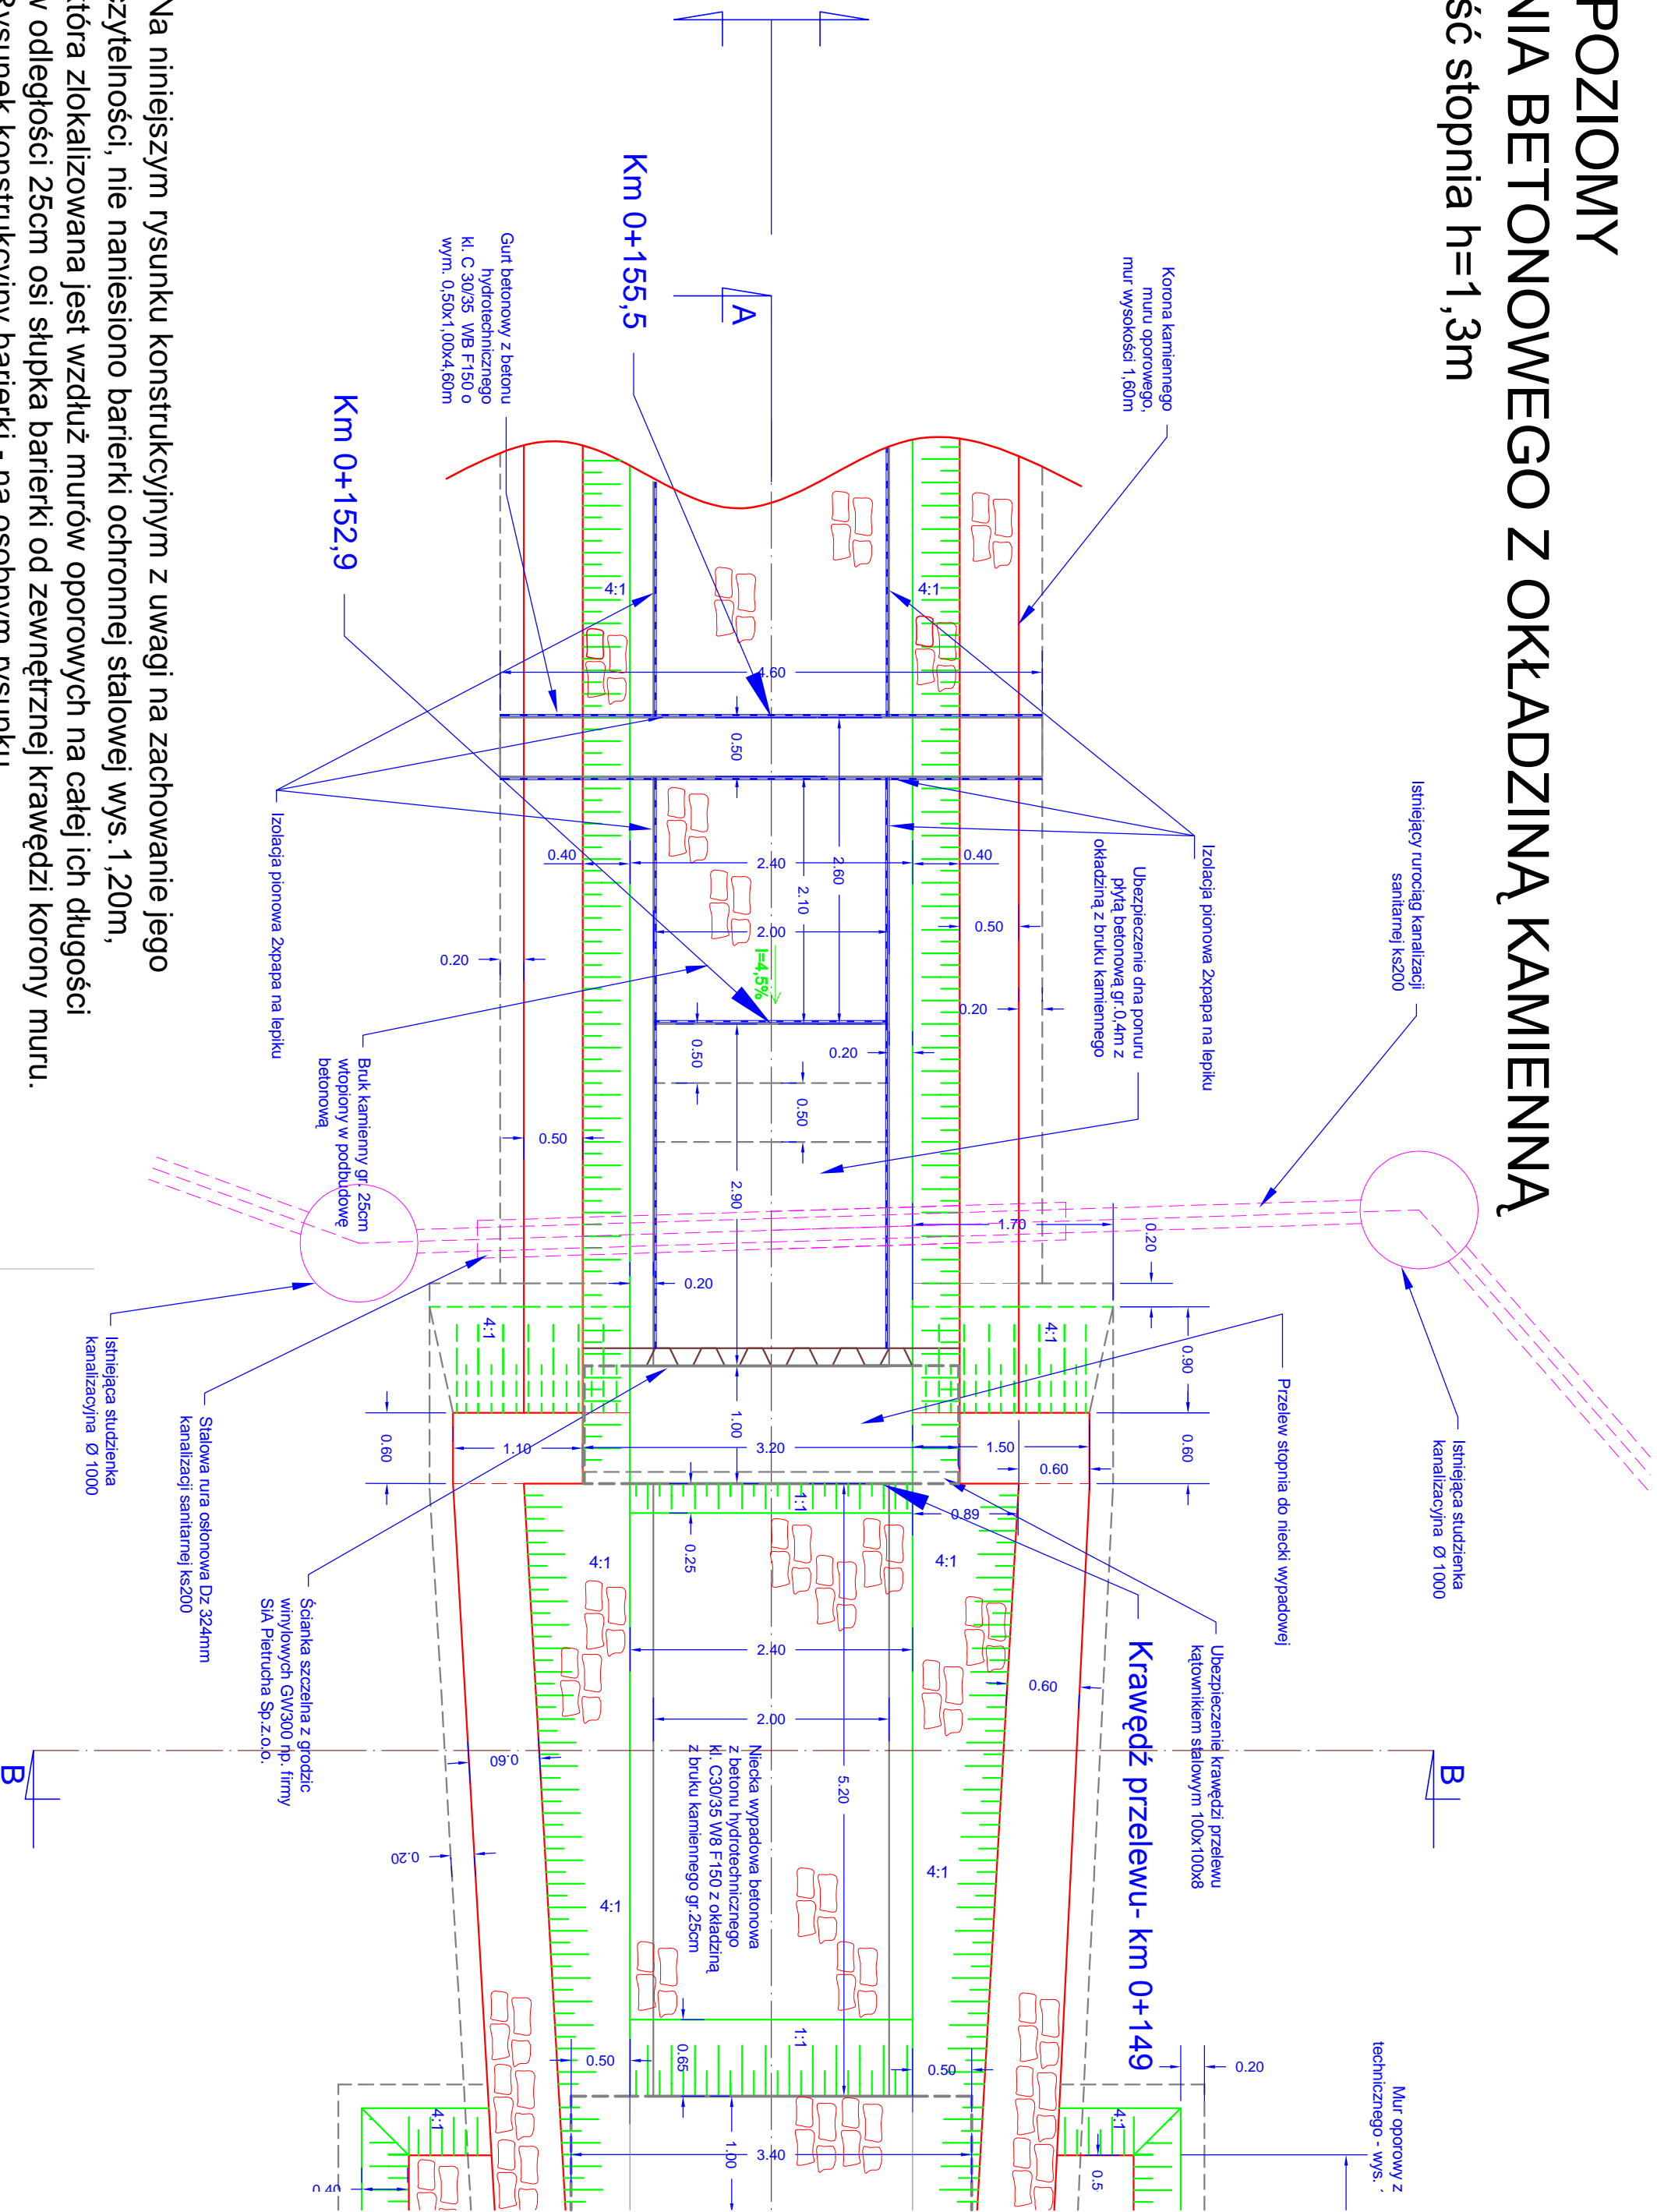 POZIOMY
NIA BETONOWEGO Z OKŁADZINĄ KAMIENNĄ
ść stopnia h=1,3m
Korona kamiennego
muru oporowego,
mur wysokości 1,60m
Istniejący rurociąg kanalizacji
sanitarnej ks200
Izolacja pionowa 2xpapa na lepiku
Ubezpieczenie dna ponuru
płytą betonową gr.0,4m z
okładziną z bruku kamiennego
Istniejąca studzienka
kanalizacyjna Ø 1000
Przelew stopnia do niecki wypadowej
Ubezpieczenie krawędzi przelewu
kątownikiem stalowym 100x100x8
Krawędź przelewu- km 0+149
Mur oporowy z
technicznego - wys.
A
Km 0+155,5
Gurt betonowy z betonu
hydrotechnicznego
kl. C 30/35 WB F150 o
wym. 0,50x1,00x4,60m
Km 0+152,9
4:1
4:1
4.60
0.50
2.60
2.10
2.40
2.00
0.40
0.40
0.50
0.20
0.20
0.20
I=4,5%
0.50
0.50
0.50
2.90
1.70
0.20
0.20
0.90
0.60
0.60
4:1
4:1
1.00
3.20
1.10
1.50
0.60
0.89
1:1
0.25
4:1
4:1
2.40
2.00
0.60
0.60
5.20
0.20
4:1
4:1
B
B
Niecka wypadowa betonowa
z betonu hydrotechnicznego
kl. C30/35 W8 F150 z okładziną
z bruku kamiennego gr.25cm
1:1
0.65
0.50
0.50
0.20
4:1
4:1
1.00
3.40
0.5
0.40
Izolacja pionowa 2xpapa na lepiku
Bruk kamienny gr. 25cm
wtopiony w podbudowę
betonową
Istniejąca studzienka
kanalizacyjna Ø 1000
Stalowa rura osłonowa Dz 324mm
kanalizacji sanitarnej ks200
Ścianka szczelna z grodzic
winylowych GW300 np. firmy
SiA Pietrucha Sp.z.o.o.
Na niniejszym rysunku konstrukcyjnym z uwagi na zachowanie jego
czytelności, nie naniesiono barierki ochronnej stalowej wys.1,20m,
która zlokalizowana jest wzdłuż murów oporowych na całej ich długości
w odległości 25cm osi słupka barierki od zewnętrznej krawędzi korony muru.
Rysunek konstrukcyjny barierki - na osobnym rysunku